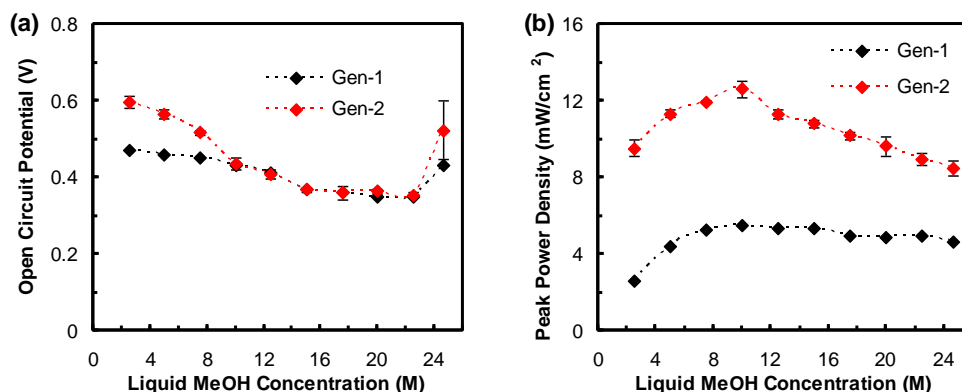 (a)
Open Circuit Potential (V)
0.8
0.6
0.4
0.2
0
Gen-1
Gen-2
0 4 8 12 16 20 24
Liquid MeOH Concentration (M)
(b)
Peak Power Density (mW/cm²)
16
12
8
4
0
Gen-1
Gen-2
0 4 8 12 16 20 24
Liquid MeOH Concentration (M)